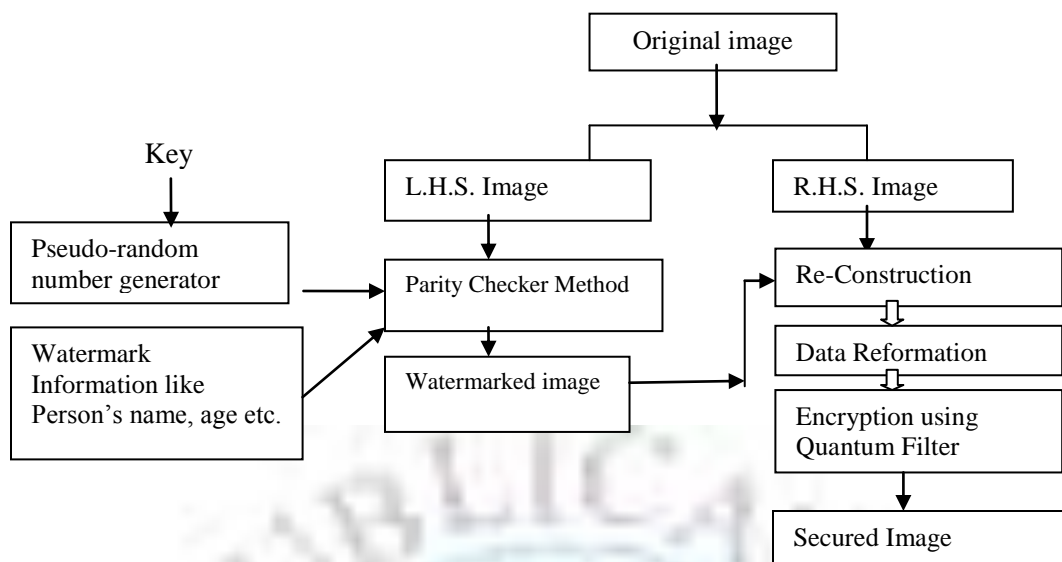 Original image
Key
L.H.S. Image
R.H.S. Image
Pseudo-random
number generator
Parity Checker Method
Re-Construction
Watermark
Information like
Person's name, age etc.
Watermarked image
Data Reformation
Encryption using
Quantum Filter
Secured Image